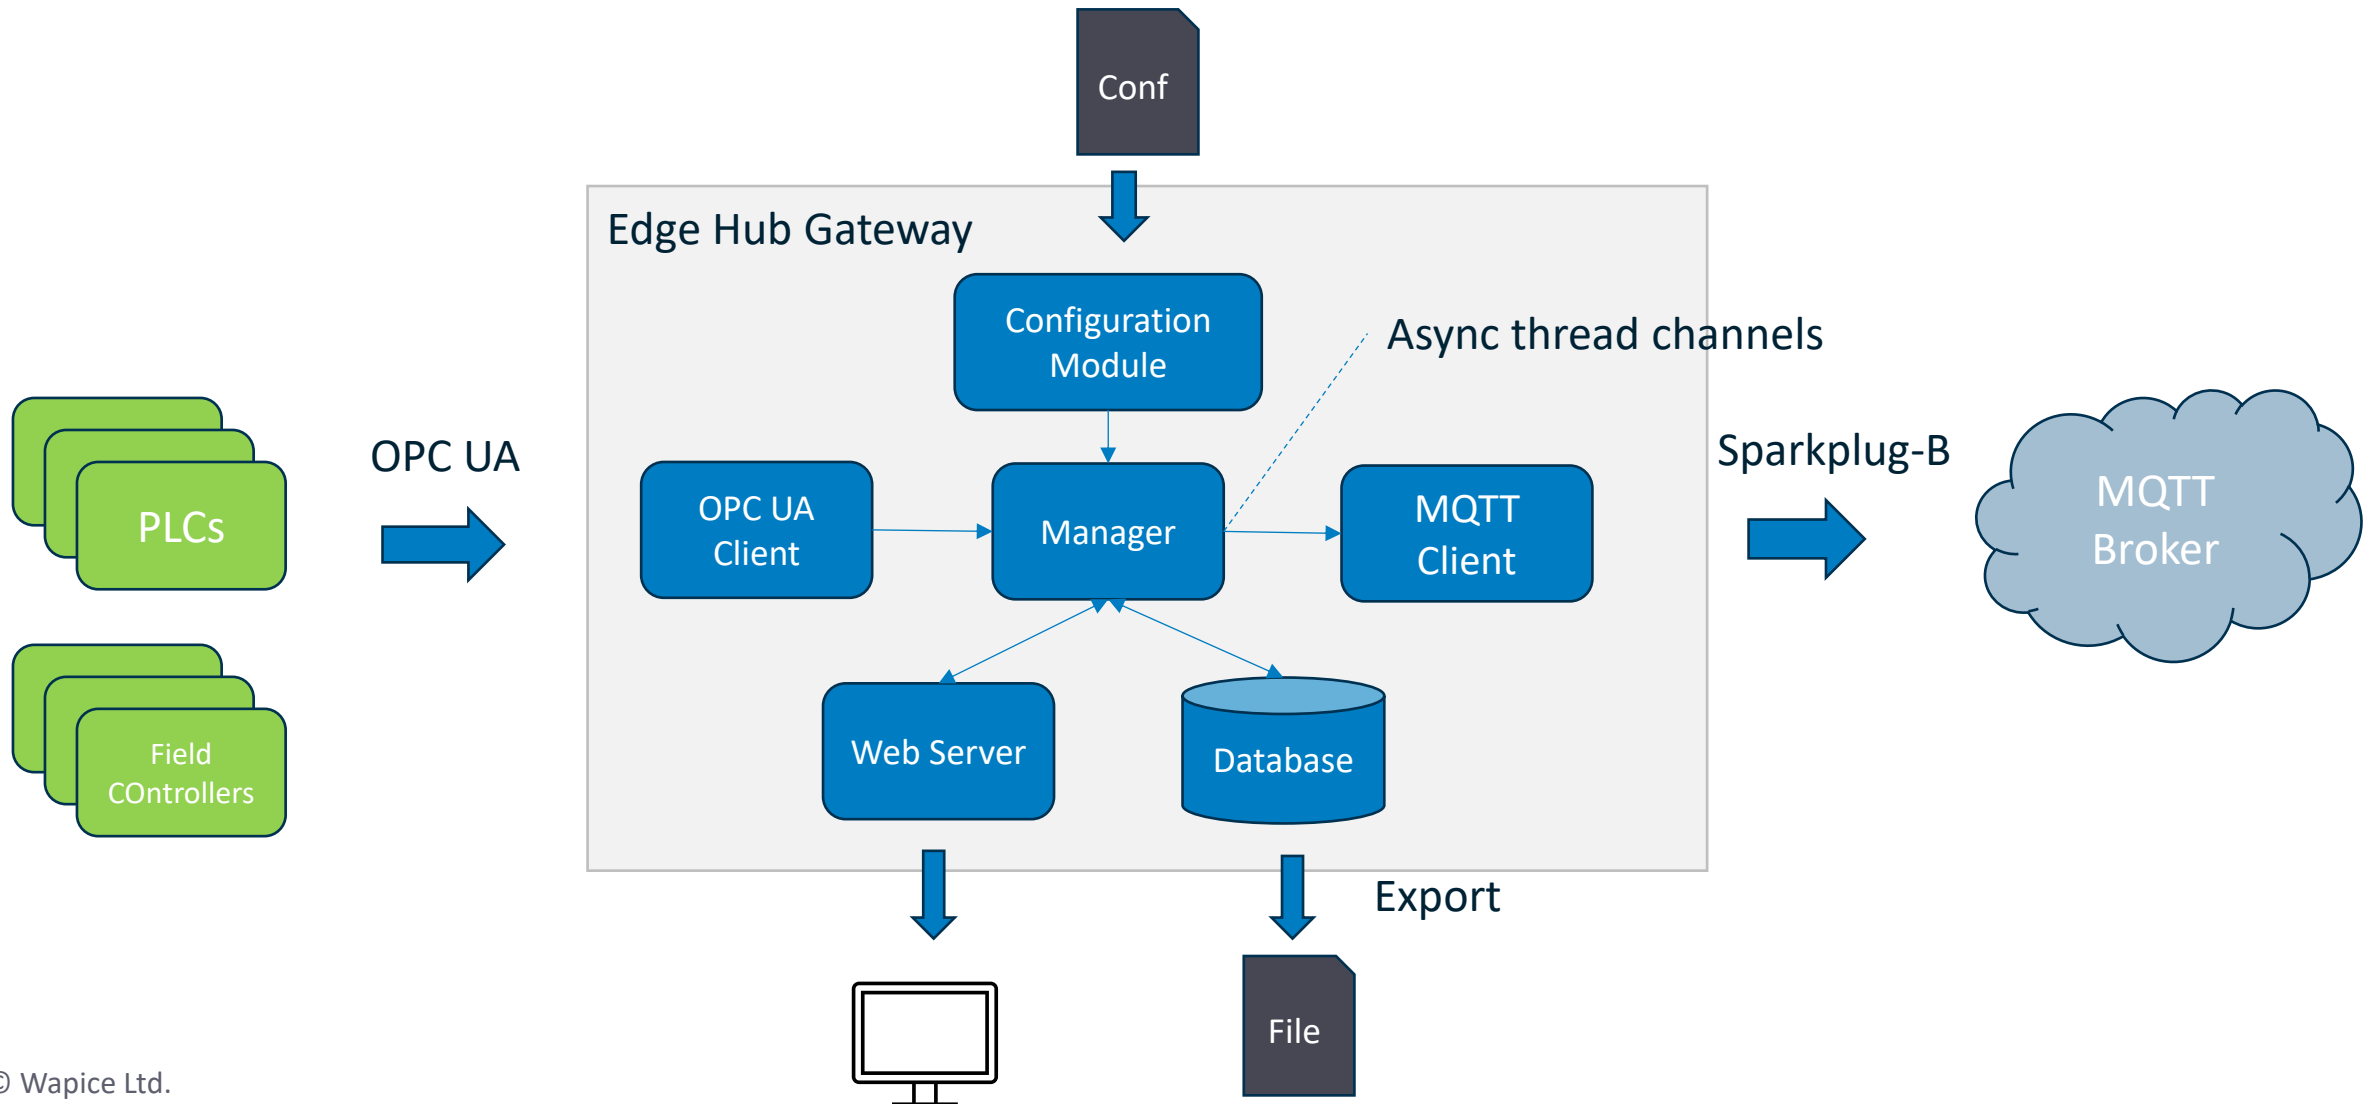 Conf
Edge Hub Gateway
Configuration
Module
Async thread channels
OPC UA
Sparkplug-B
PLCs
OPC UA
Client
Manager
MQTT
Client
MQTT
Broker
Field
COntrollers
Web Server
Database
Export
File
© Wapice Ltd.